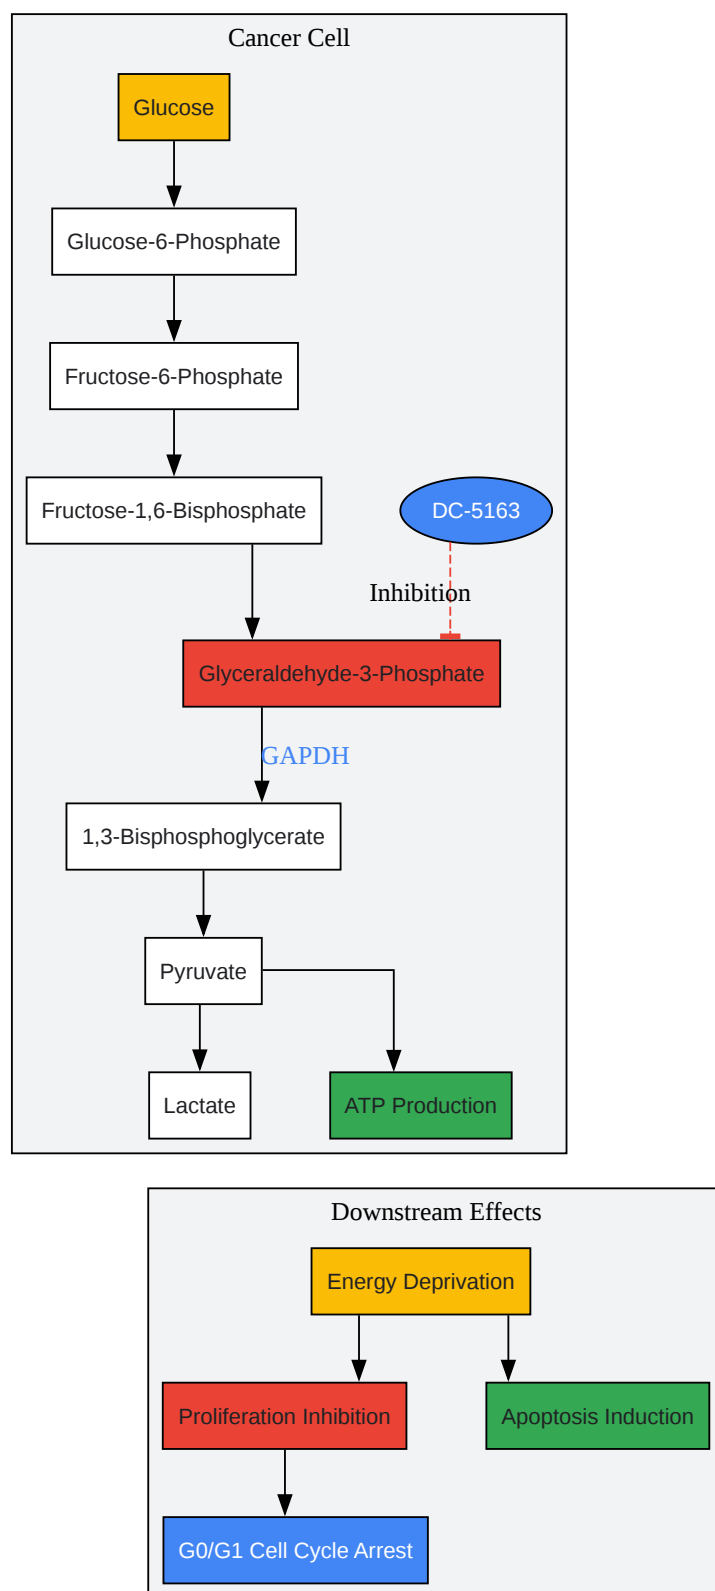 Cancer Cell
Glucose
Glucose-6-Phosphate
Fructose-6-Phosphate
Fructose-1,6-Bisphosphate
DC-5163
Inhibition
Glyceraldehyde-3-Phosphate
GAPDH
1,3-Bisphosphoglycerate
Pyruvate
Lactate
ATP Production
Downstream Effects
Energy Deprivation
Proliferation Inhibition
Apoptosis Induction
G0/G1 Cell Cycle Arrest